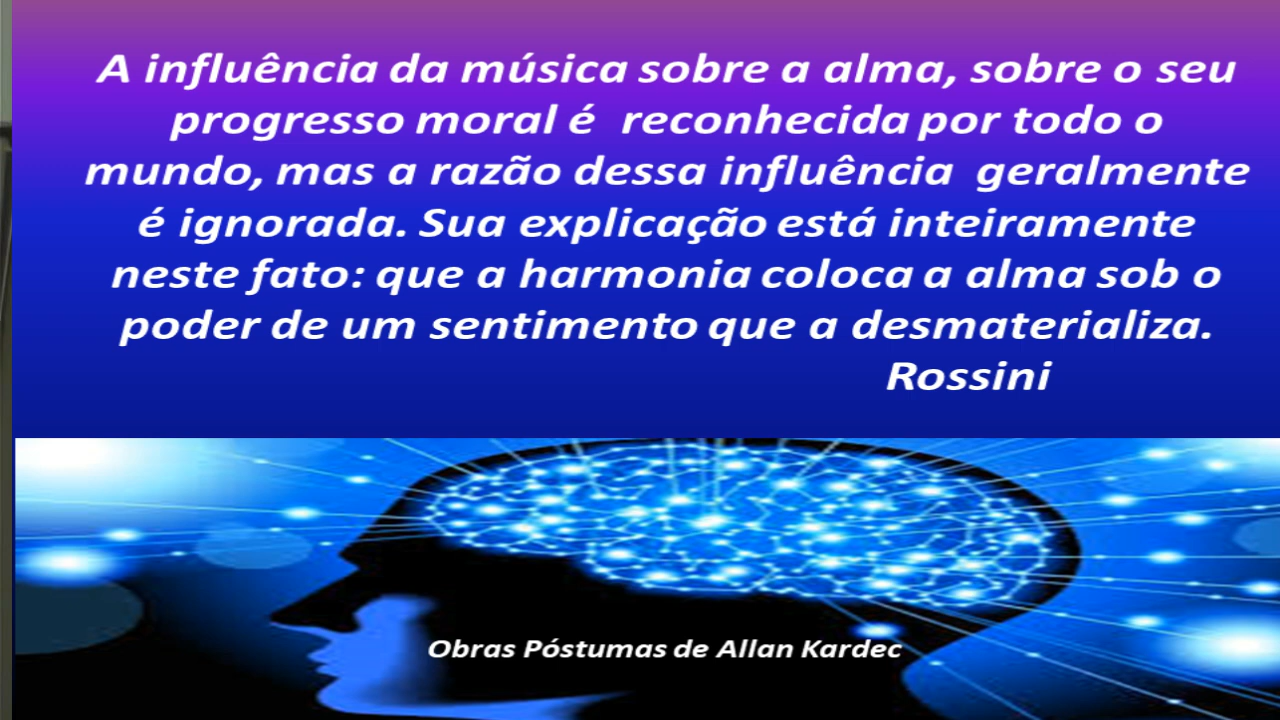 A influência da música sobre a alma, sobre o seu
progresso moral é reconhecida por todo o
mundo, mas a razão dessa influência geralmente
é ignorada. Sua explicação está inteiramente
neste fato: que a harmonia coloca a alma sob o
poder de um sentimento que a desmaterializa.
Rossini
Obras Póstumas de Allan Kardec